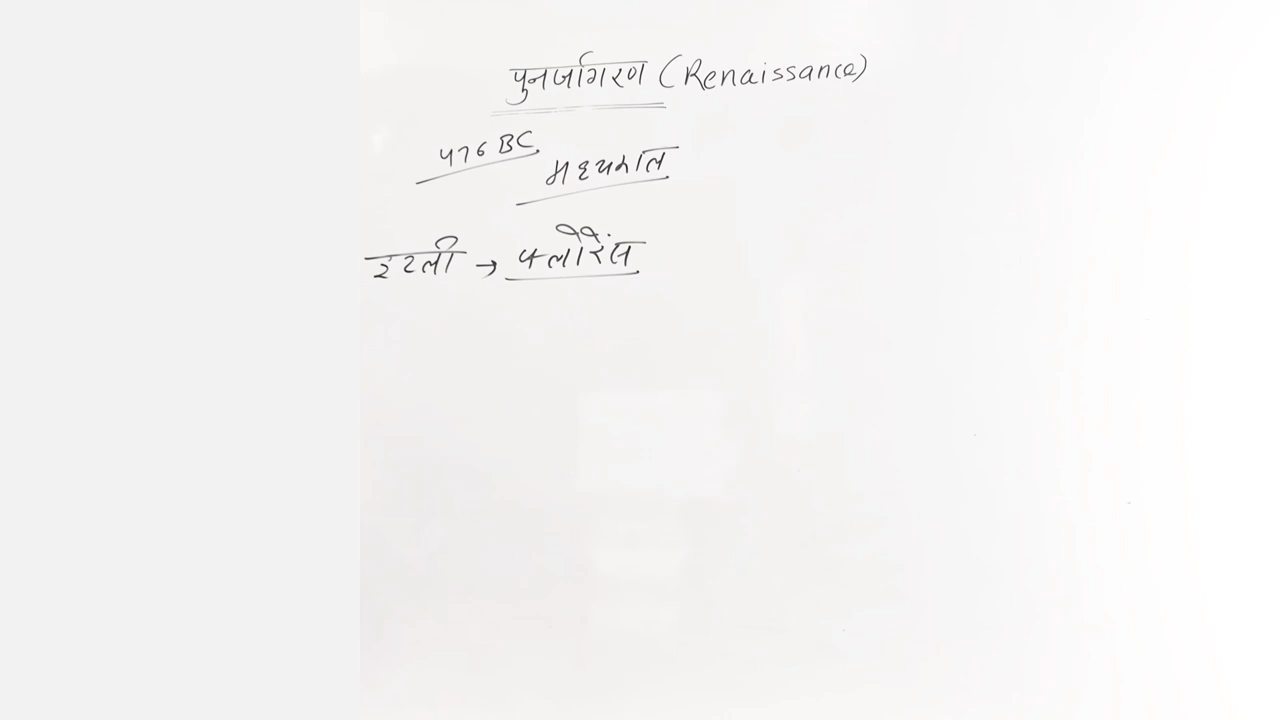 पुनर्जागरण (Renaissance)
476 BC
मध्यकाल
इटली → फ्लोरेंस